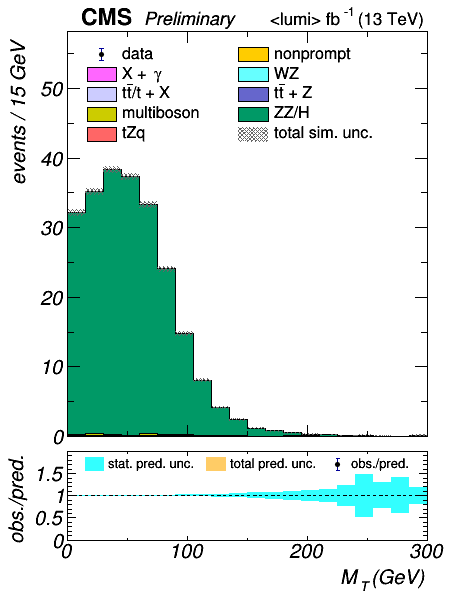 CMS Preliminary <lumi> fb⁻¹ (13 TeV)
events / 15 GeV
data nonprompt
X + γ WZ
tt̄/t + X tt̄ + Z
multiboson ZZ/H
tZq total sim. unc.
50
40
30
20
10
0
obs./pred.
stat. pred. unc. total pred. unc. obs./pred.
1.5
1
0.5
0
0 100 200 300
M_T (GeV)